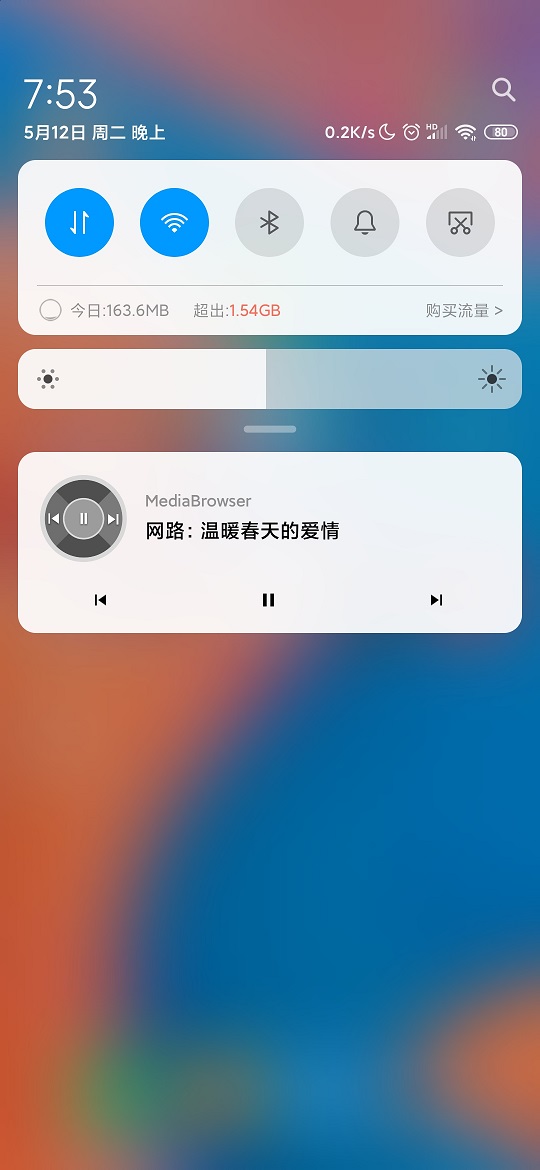 7:53
5月12日 周二 晚上
0.2K/s HD 80
今日:163.6MB 超出:1.54GB 购买流量 >
MediaBrowser
网路: 温暖春天的爱情